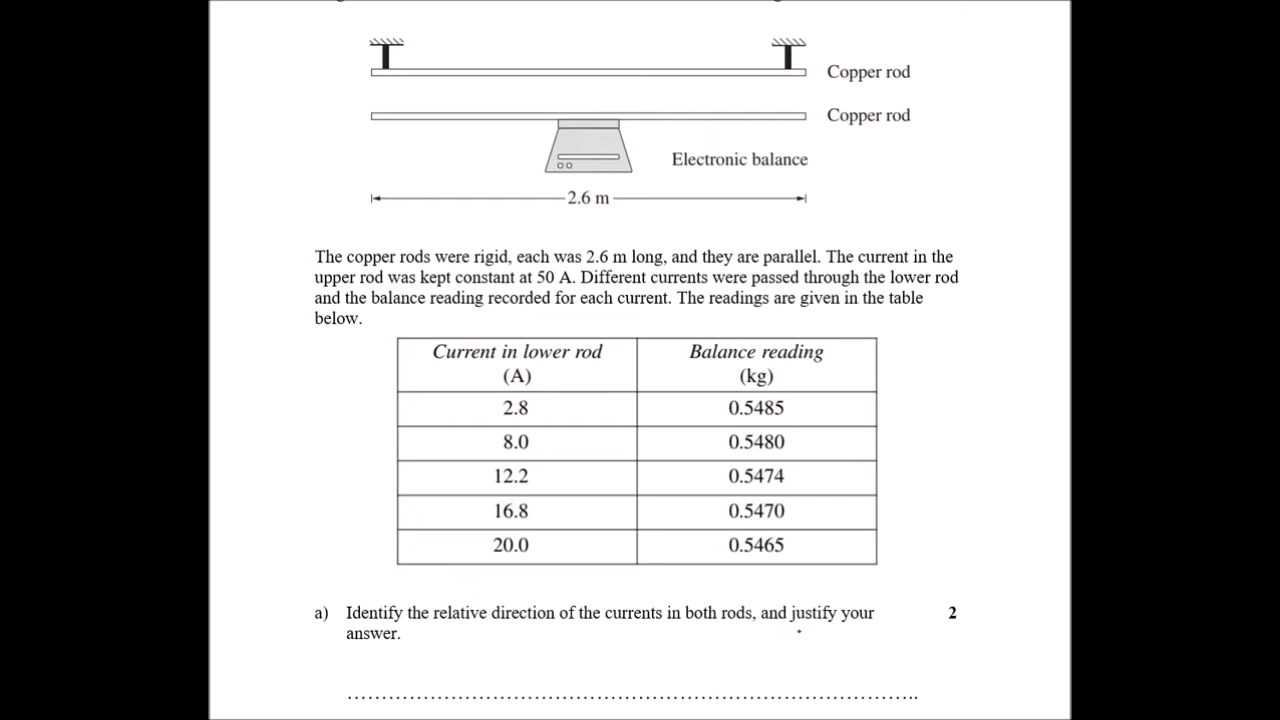 Copper rod
Copper rod
Electronic balance
2.6 m
The copper rods were rigid, each was 2.6 m long, and they are parallel. The current in the
upper rod was kept constant at 50 A. Different currents were passed through the lower rod
and the balance reading recorded for each current. The readings are given in the table
below.
Current in lower rod Balance reading
(A) (kg)
2.8 0.5485
8.0 0.5480
12.2 0.5474
16.8 0.5470
20.0 0.5465
a) Identify the relative direction of the currents in both rods, and justify your 2
answer.